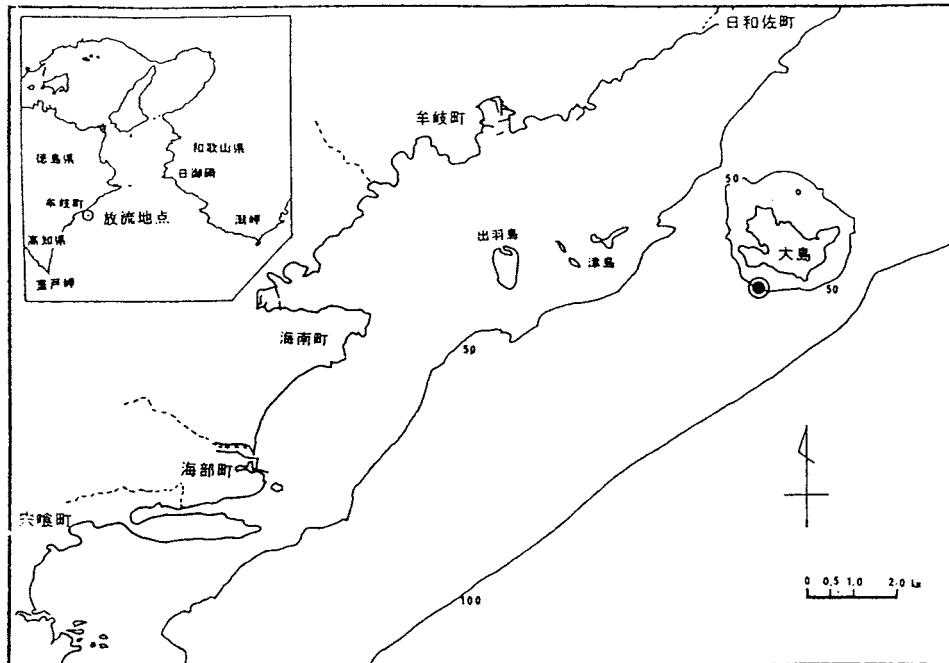 日和佐町
牟岐町
徳島県
和歌山県
日御碕
牟岐町
放流地点
潮岬
高知県
室戸岬
50
出羽島
津島
大島
50
海南町
50
海部町
宍喰町
100
0 0.5 1.0 2.0 km